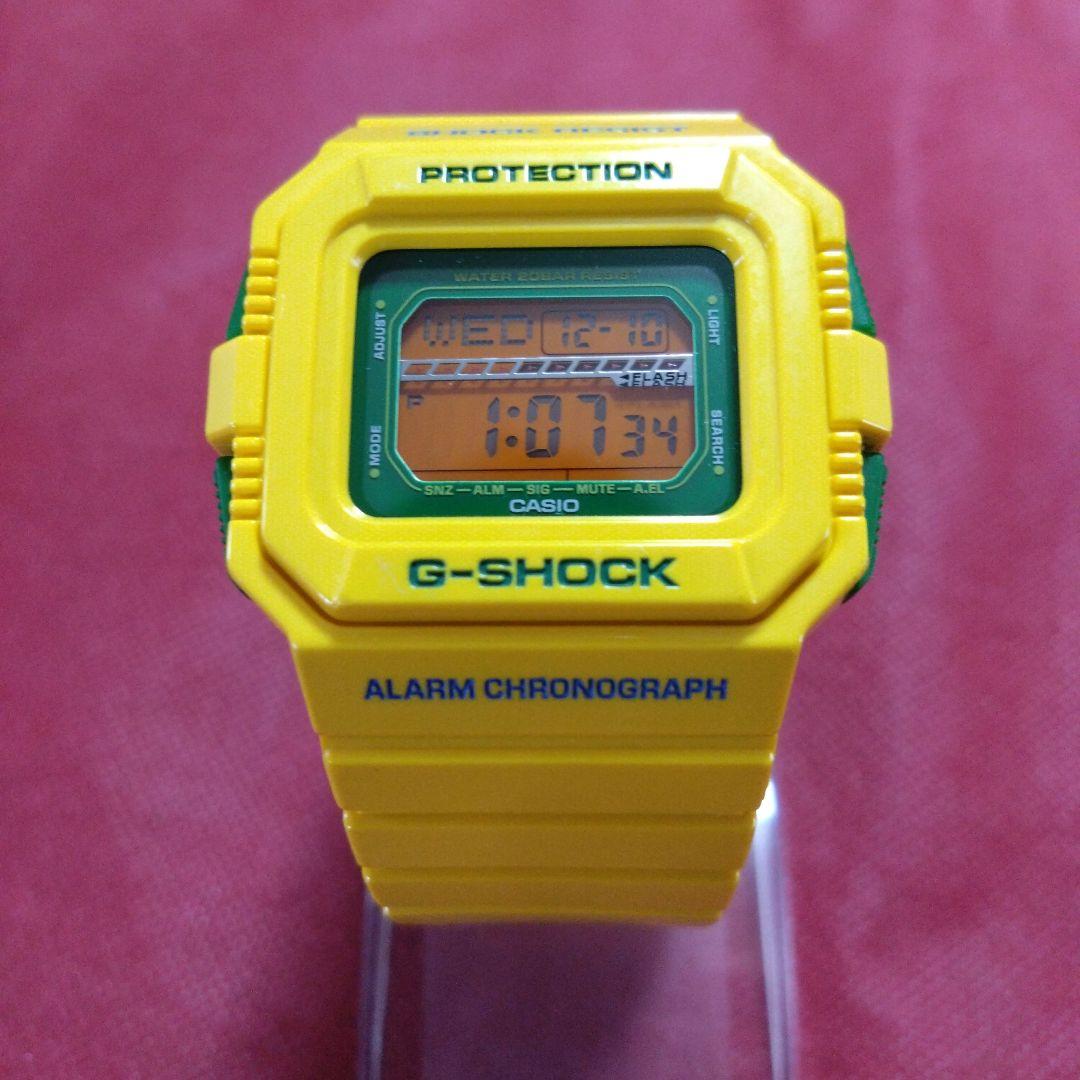 PROTECTION
WATER 20BAR RESIST
ADJUST
LIGHT
WED 12-10
FLASH
P 1:07 34
MODE
SEARCH
SNZ — ALM — SIG — MUTE — A.EL
CASIO
G-SHOCK
ALARM CHRONOGRAPH